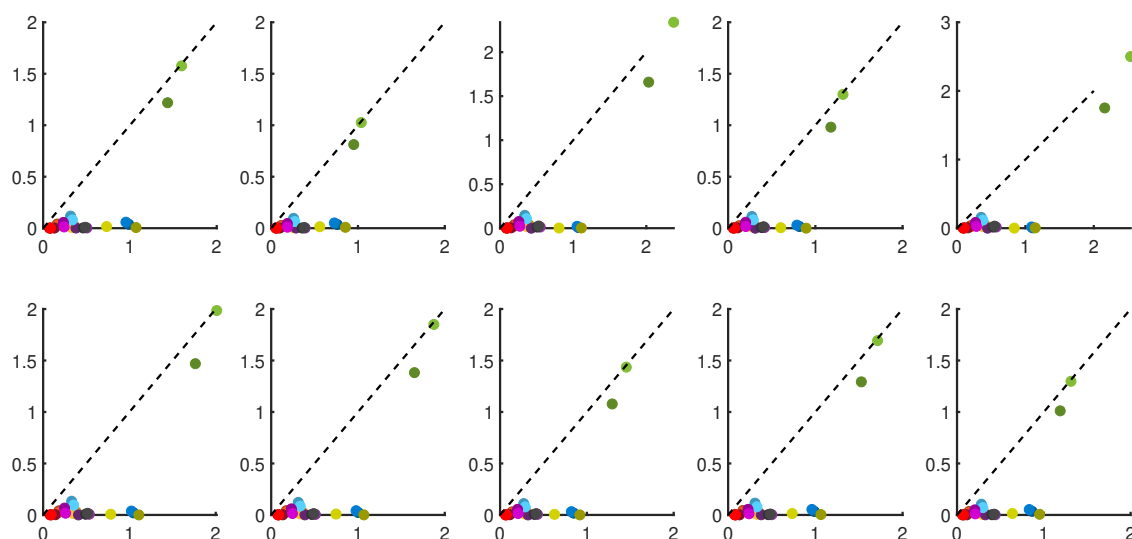 2 2 2 3
2
1.5 1.5 1.5
1.5 2
1 1 1 1
1
0.5 0.5 0.5 0.5
0 0 0 0 0
0 1 2 0 1 2 0 1 2 0 1 2 0 1 2
2 2 2 2 2
1.5 1.5 1.5 1.5 1.5
1 1 1 1 1
0.5 0.5 0.5 0.5 0.5
0 0 0 0 0
0 1 2 0 1 2 0 1 2 0 1 2 0 1 2